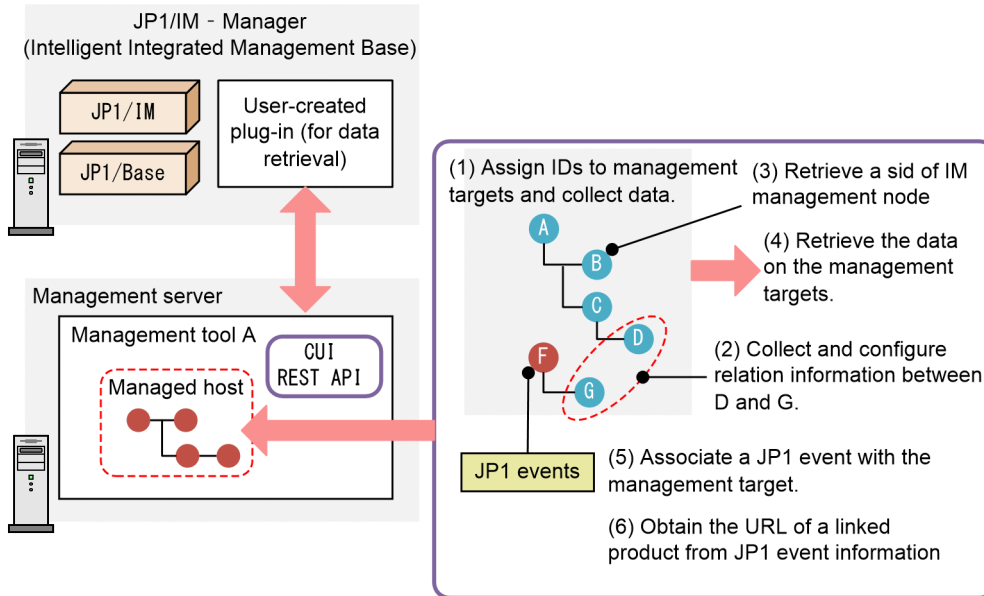 JP1/IM - Manager
(Intelligent Integrated Management Base)
JP1/IM
JP1/Base
User-created
plug-in (for data
retrieval)
Management server
Management tool A
CUI
REST API
Managed host
(1) Assign IDs to management
targets and collect data.
A
B
C
D
F
G
(3) Retrieve a sid of IM
management node
(4) Retrieve the data
on the management
targets.
(2) Collect and configure
relation information between
D and G.
JP1 events
(5) Associate a JP1 event with the
management target.
(6) Obtain the URL of a linked
product from JP1 event information